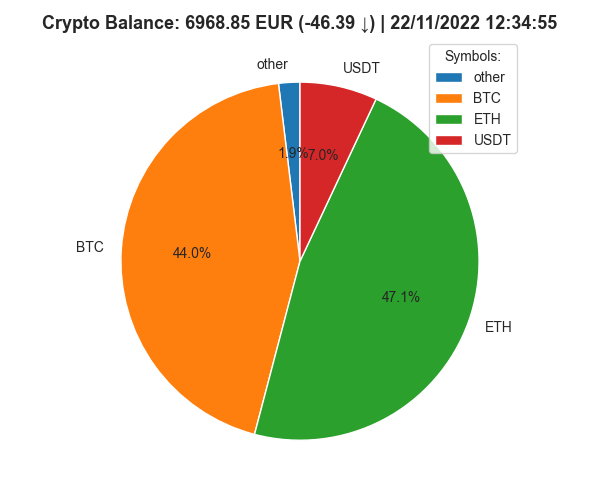 Crypto Balance: 6968.85 EUR (-46.39 ↓) | 22/11/2022 12:34:55
Symbols:
other
BTC
ETH
USDT
other
USDT
1.9%
7.0%
BTC
44.0%
47.1%
ETH